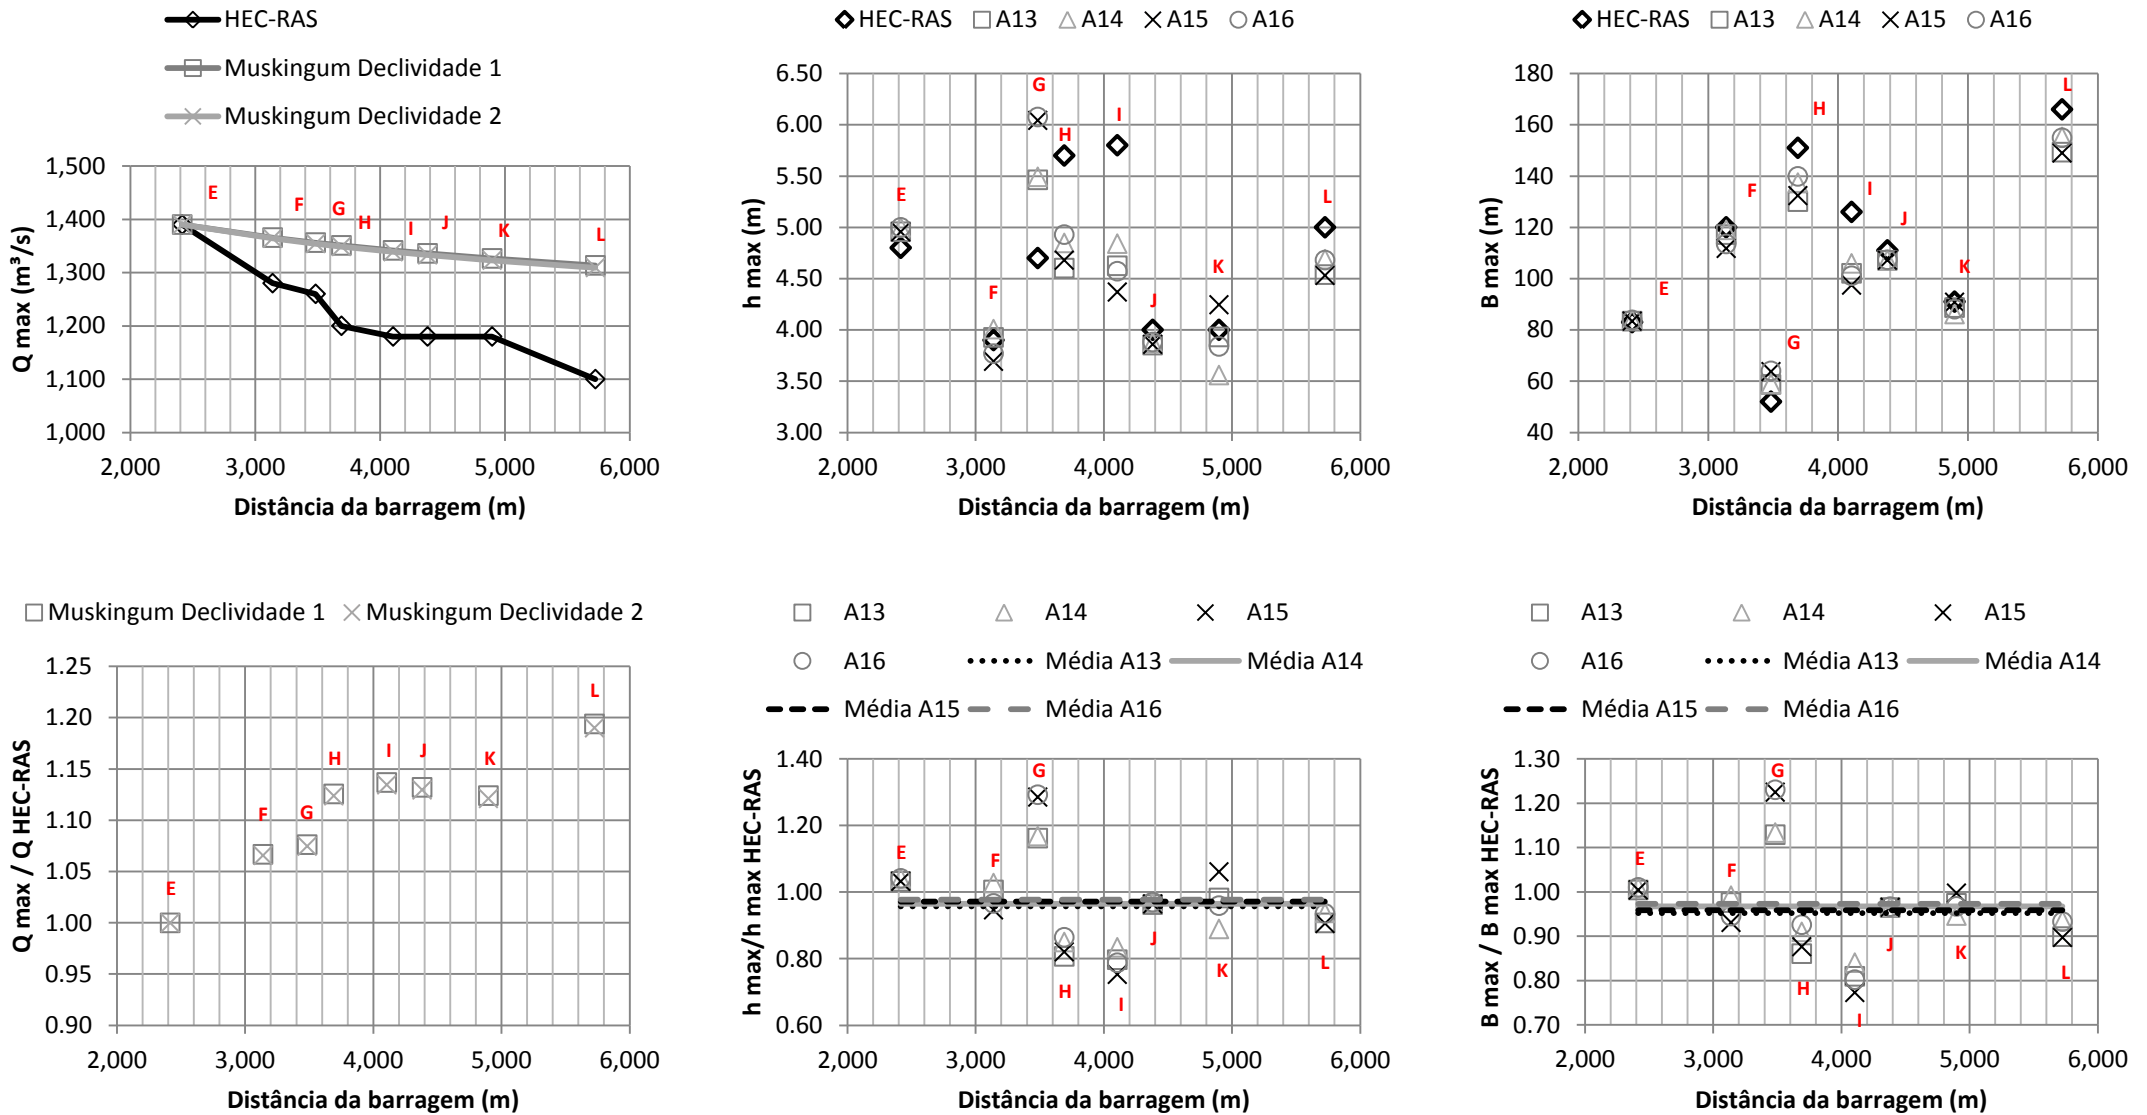 HEC-RAS
Muskingum Declividade 1
Muskingum Declividade 2
Q max (m³/s)
1,500
1,400
1,300
1,200
1,100
1,000
E
F
G
H
I
J
K
L
2,000 3,000 4,000 5,000 6,000
Distância da barragem (m)
HEC-RAS A13 A14 A15 A16
h max (m)
6.50
6.00
5.50
5.00
4.50
4.00
3.50
3.00
E
F
G
H
I
J
K
L
2,000 3,000 4,000 5,000 6,000
Distância da barragem (m)
HEC-RAS A13 A14 A15 A16
B max (m)
180
160
140
120
100
80
60
40
E
F
G
H
I
J
K
L
2,000 3,000 4,000 5,000 6,000
Distância da barragem (m)
Muskingum Declividade 1 Muskingum Declividade 2
Q max / Q HEC-RAS
1.25
1.20
1.15
1.10
1.05
1.00
0.95
0.90
E
F
G
H
I
J
K
L
2,000 3,000 4,000 5,000 6,000
Distância da barragem (m)
A13 A14 A15
A16 Média A13 Média A14
Média A15 Média A16
h max/h max HEC-RAS
1.40
1.20
1.00
0.80
0.60
E
F
G
H
I
J
K
L
2,000 3,000 4,000 5,000 6,000
Distância da barragem (m)
A13 A14 A15
A16 Média A13 Média A14
Média A15 Média A16
B max / B max HEC-RAS
1.30
1.20
1.10
1.00
0.90
0.80
0.70
E
F
G
H
I
J
K
L
2,000 3,000 4,000 5,000 6,000
Distância da barragem (m)